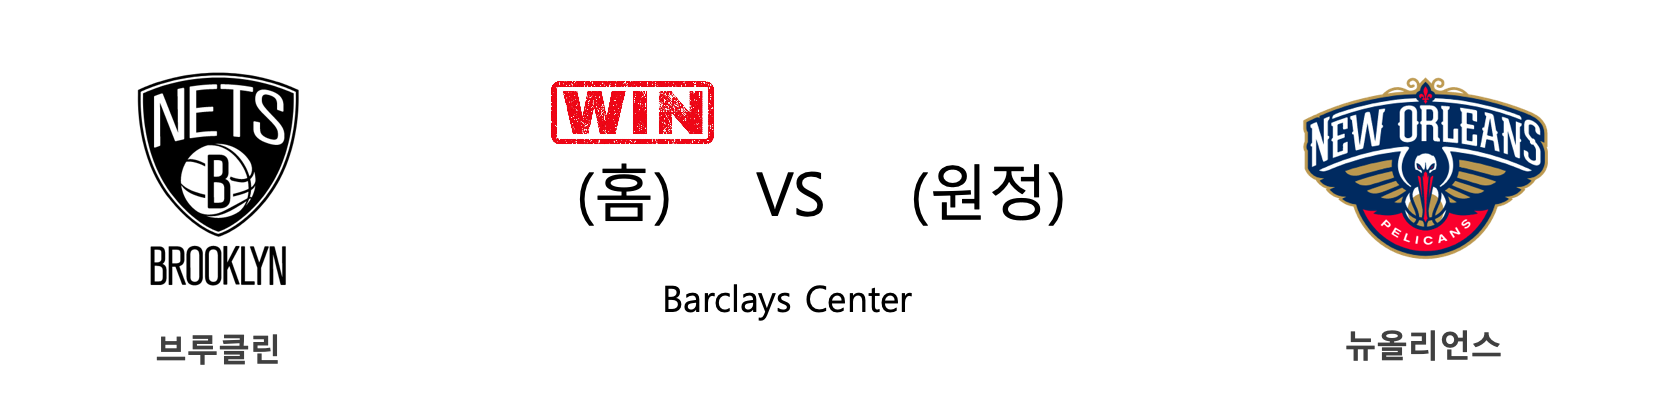 NETS
B
BROOKLYN
브루클린
WIN
(홈) VS (원정)
Barclays Center
NEW ORLEANS
PELICANS
뉴올리언스